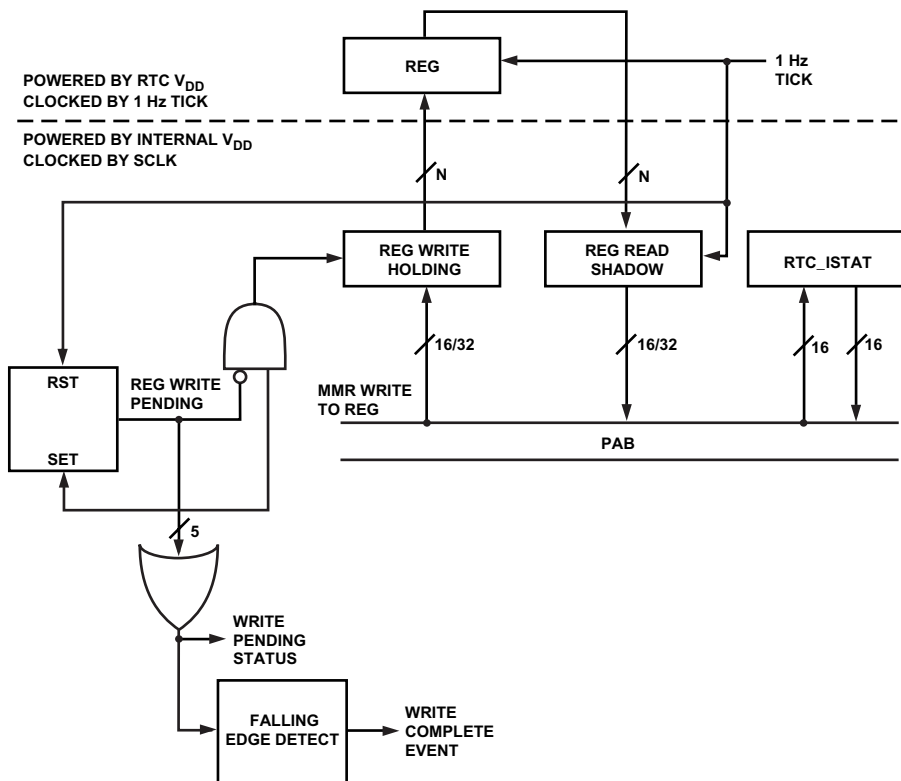 REG
1 Hz
TICK
POWERED BY RTC VDD
CLOCKED BY 1 Hz TICK
POWERED BY INTERNAL VDD
CLOCKED BY SCLK
N
N
REG WRITE
HOLDING
REG READ
SHADOW
RTC_ISTAT
16/32
16/32
16
16
RST
SET
REG WRITE
PENDING
MMR WRITE
TO REG
PAB
5
WRITE
PENDING
STATUS
FALLING
EDGE DETECT
WRITE
COMPLETE
EVENT